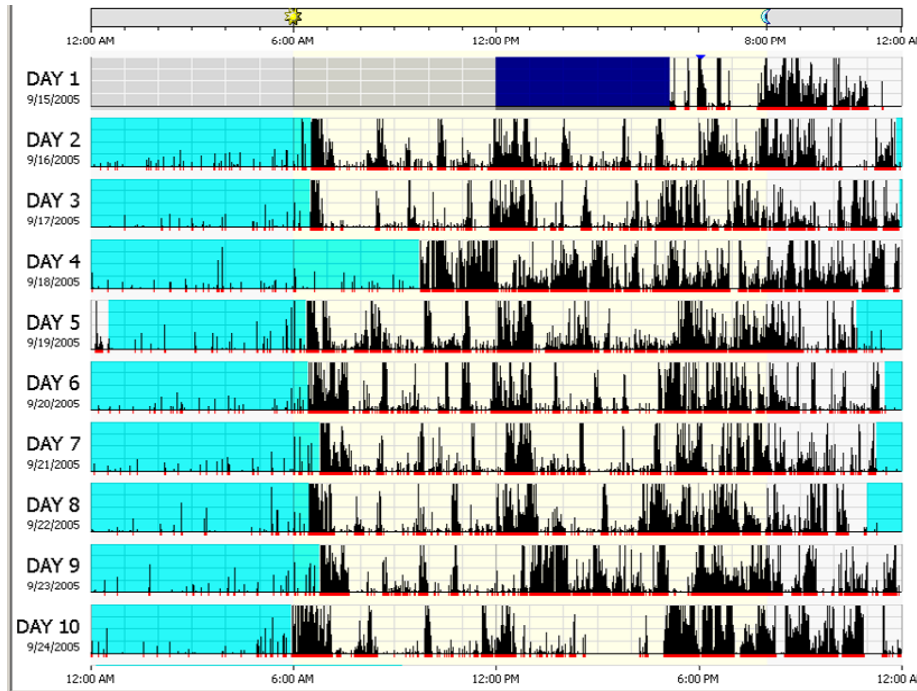 12:00 AM 6:00 AM 12:00 PM 8:00 PM 12:00 A
DAY 1
9/15/2005
DAY 2
9/16/2005
DAY 3
9/17/2005
DAY 4
9/18/2005
DAY 5
9/19/2005
DAY 6
9/20/2005
DAY 7
9/21/2005
DAY 8
9/22/2005
DAY 9
9/23/2005
DAY 10
9/24/2005
12:00 AM 6:00 AM 12:00 PM 6:00 PM 12:00 A